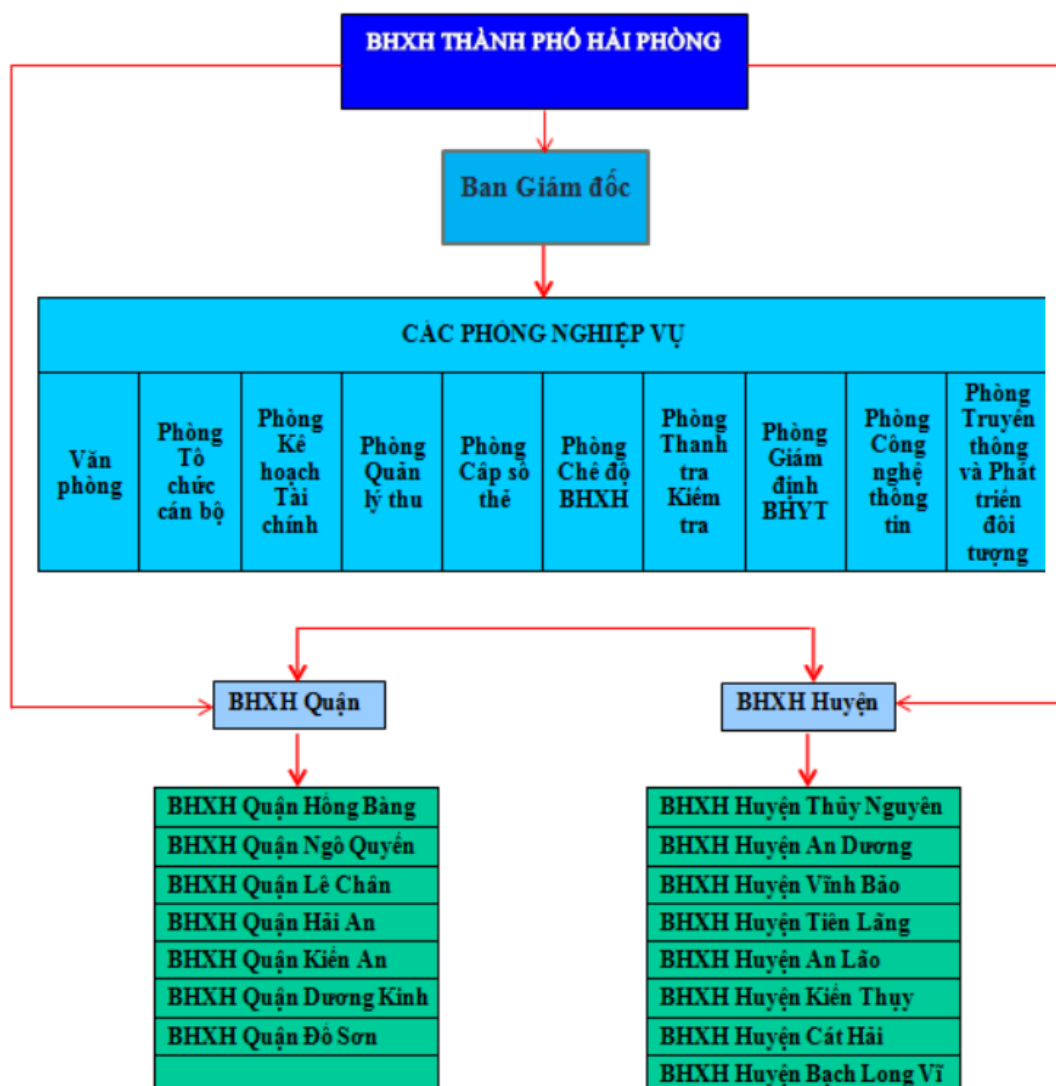 BHXH THÀNH PHỐ HẢI PHÒNG
Ban Giám đốc
CÁC PHÒNG NGHIỆP VỤ
Văn
phòng
Phòng
Tổ
chức
cán bộ
Phòng
Kế
hoạch
Tài
chính
Phòng
Quản
lý thu
Phòng
Cấp sổ
thẻ
Phòng
Chế độ
BHXH
Phòng
Thanh
tra
Kiểm
tra
Phòng
Giám
định
BHYT
Phòng
Công
nghệ
thông
tin
Phòng
Truyền
thông
và Phát
triển
đối
tượng
BHXH Quận
BHXH Huyện
BHXH Quận Hồng Bàng
BHXH Quận Ngô Quyền
BHXH Quận Lê Chân
BHXH Quận Hải An
BHXH Quận Kiến An
BHXH Quận Dương Kinh
BHXH Quận Đồ Sơn
BHXH Huyện Thủy Nguyên
BHXH Huyện An Dương
BHXH Huyện Vĩnh Bảo
BHXH Huyện Tiên Lãng
BHXH Huyện An Lão
BHXH Huyện Kiến Thụy
BHXH Huyện Cát Hải
BHXH Huyện Bạch Long Vĩ